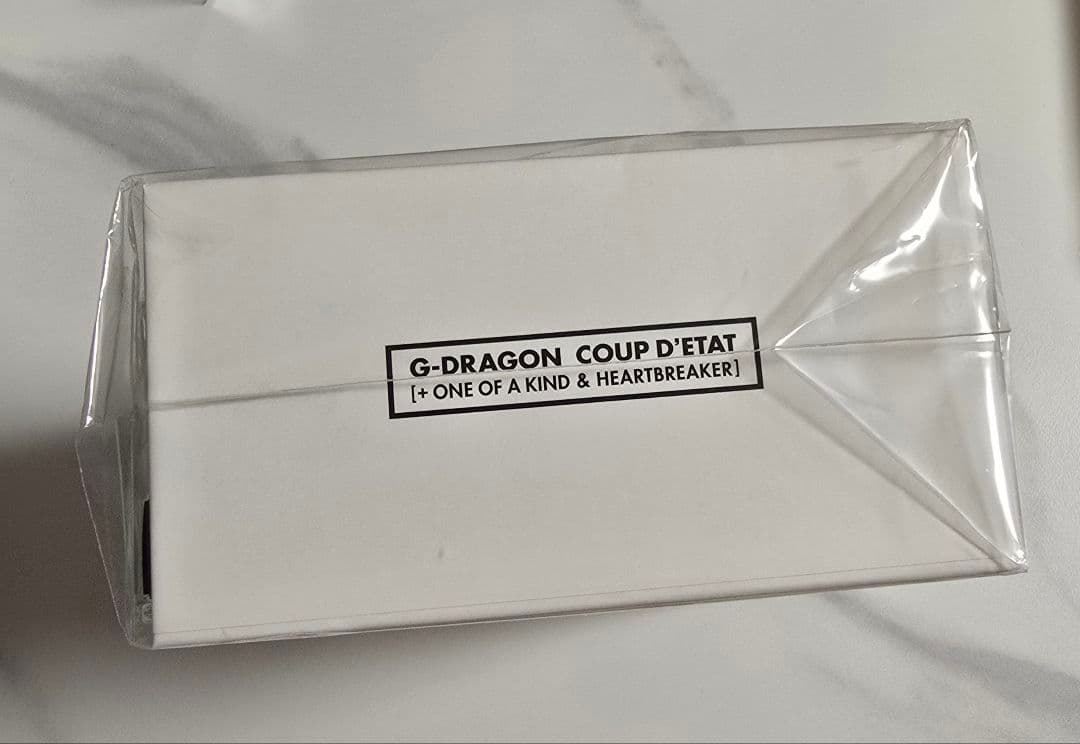 G-DRAGON COUP D'ETAT
[+ ONE OF A KIND & HEARTBREAKER]